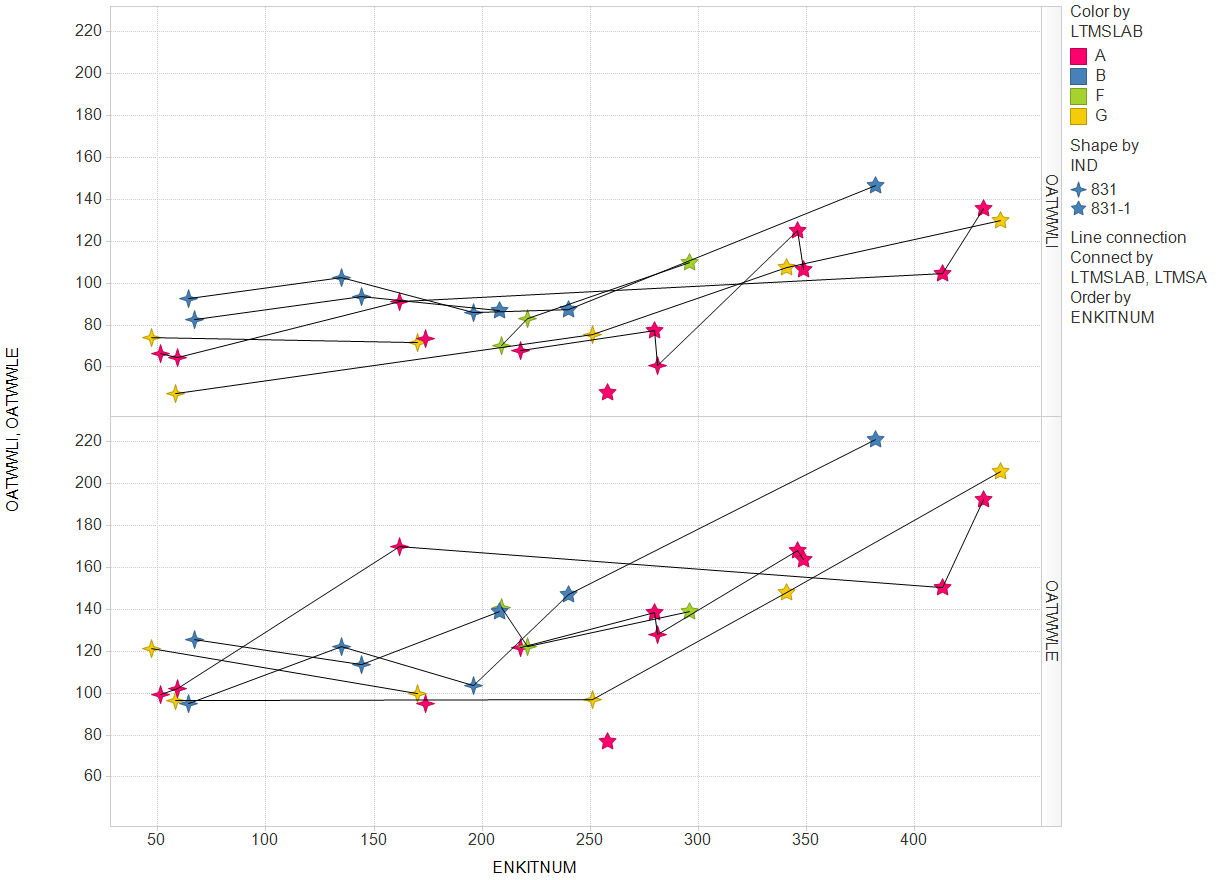 220
200
180
160
140
120
100
80
60
OATWWLI
220
200
180
160
140
120
100
80
60
OATWWLE
OATWWLI, OATWWLE
50 100 150 200 250 300 350 400
ENKITNUM
Color by
LTMSLAB
A
B
F
G
Shape by
IND
831
831-1
Line connection
Connect by
LTMSLAB, LTMSA
Order by
ENKITNUM